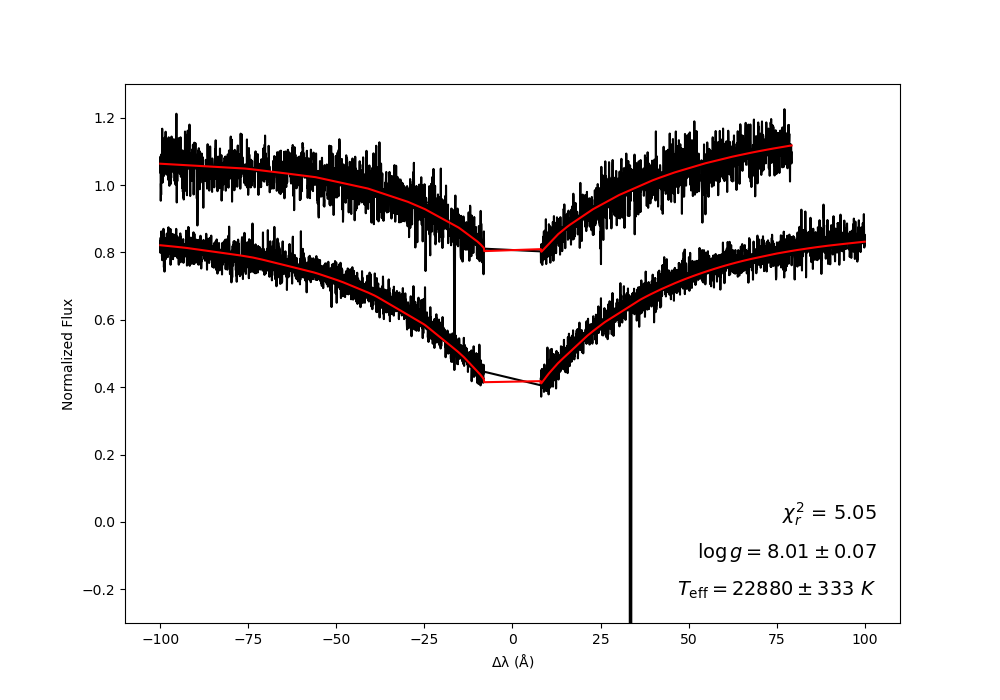 1.2
1.0
0.8
0.6
0.4
0.2
0.0
−0.2
Normalized Flux
χ²ᵣ = 5.05
log g = 8.01 ± 0.07
T_eff = 22880 ± 333 K
−100 −75 −50 −25 0 25 50 75 100
Δλ (Å)